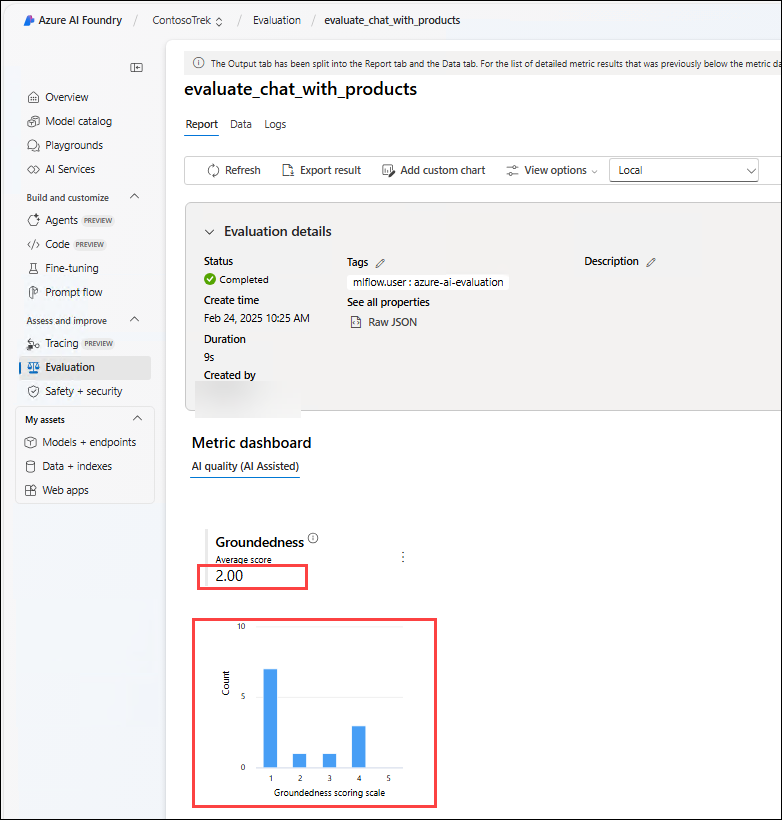 Azure AI Foundry / ContosoTrek / Evaluation / evaluate_chat_with_products
The Output tab has been split into the Report tab and the Data tab. For the list of detailed metric results that was previously below the metric da
evaluate_chat_with_products
Report Data Logs
Refresh Export result Add custom chart View options Local
Overview
Model catalog
Playgrounds
AI Services
Build and customize
Agents PREVIEW
Code PREVIEW
Fine-tuning
Prompt flow
Assess and improve
Tracing PREVIEW
Evaluation
Safety + security
My assets
Models + endpoints
Data + indexes
Web apps
Evaluation details
Status
Completed
Create time
Feb 24, 2025 10:25 AM
Duration
9s
Created by
Tags
mlflow.user : azure-ai-evaluation
See all properties
Raw JSON
Description
Metric dashboard
AI quality (AI Assisted)
Groundedness
Average score
2.00
10
5
0
Count
1 2 3 4 5
Groundedness scoring scale